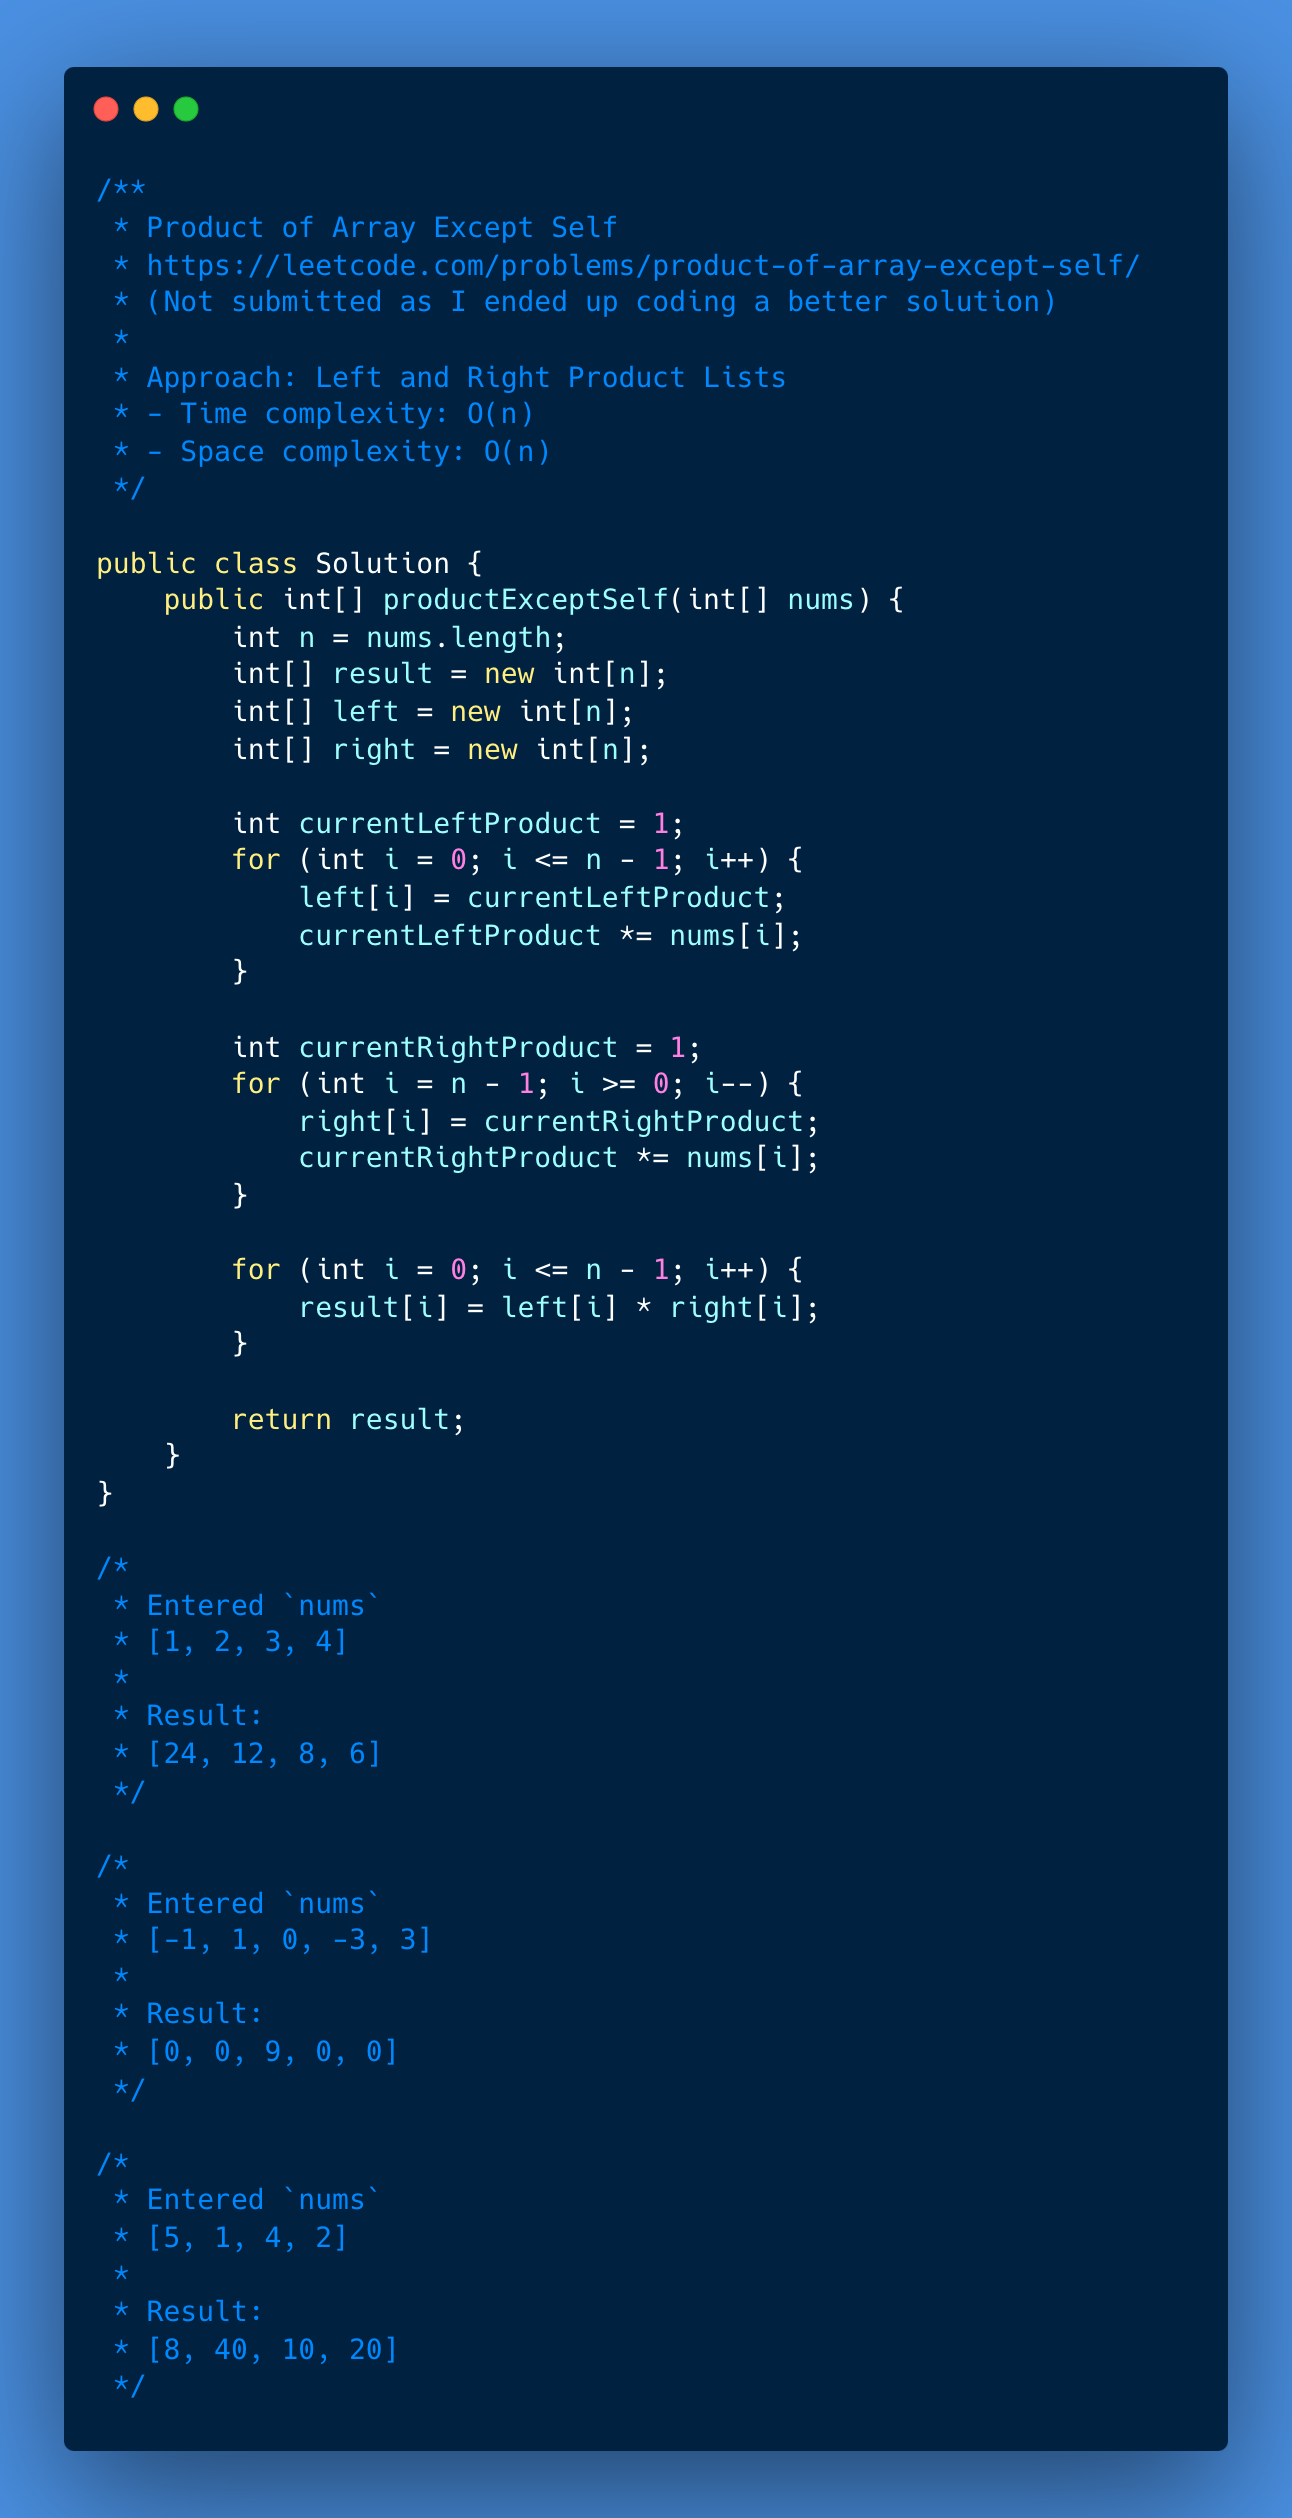 /**
 * Product of Array Except Self
 * https://leetcode.com/problems/product-of-array-except-self/
 * (Not submitted as I ended up coding a better solution)
 *
 * Approach: Left and Right Product Lists
 * - Time complexity: O(n)
 * - Space complexity: O(n)
 */

public class Solution {
    public int[] productExceptSelf(int[] nums) {
        int n = nums.length;
        int[] result = new int[n];
        int[] left = new int[n];
        int[] right = new int[n];

        int currentLeftProduct = 1;
        for (int i = 0; i <= n - 1; i++) {
            left[i] = currentLeftProduct;
            currentLeftProduct *= nums[i];
        }

        int currentRightProduct = 1;
        for (int i = n - 1; i >= 0; i--) {
            right[i] = currentRightProduct;
            currentRightProduct *= nums[i];
        }

        for (int i = 0; i <= n - 1; i++) {
            result[i] = left[i] * right[i];
        }

        return result;
    }
}

/*
 * Entered `nums`
 * [1, 2, 3, 4]
 *
 * Result:
 * [24, 12, 8, 6]
 */

/*
 * Entered `nums`
 * [-1, 1, 0, -3, 3]
 *
 * Result:
 * [0, 0, 9, 0, 0]
 */

/*
 * Entered `nums`
 * [5, 1, 4, 2]
 *
 * Result:
 * [8, 40, 10, 20]
 */